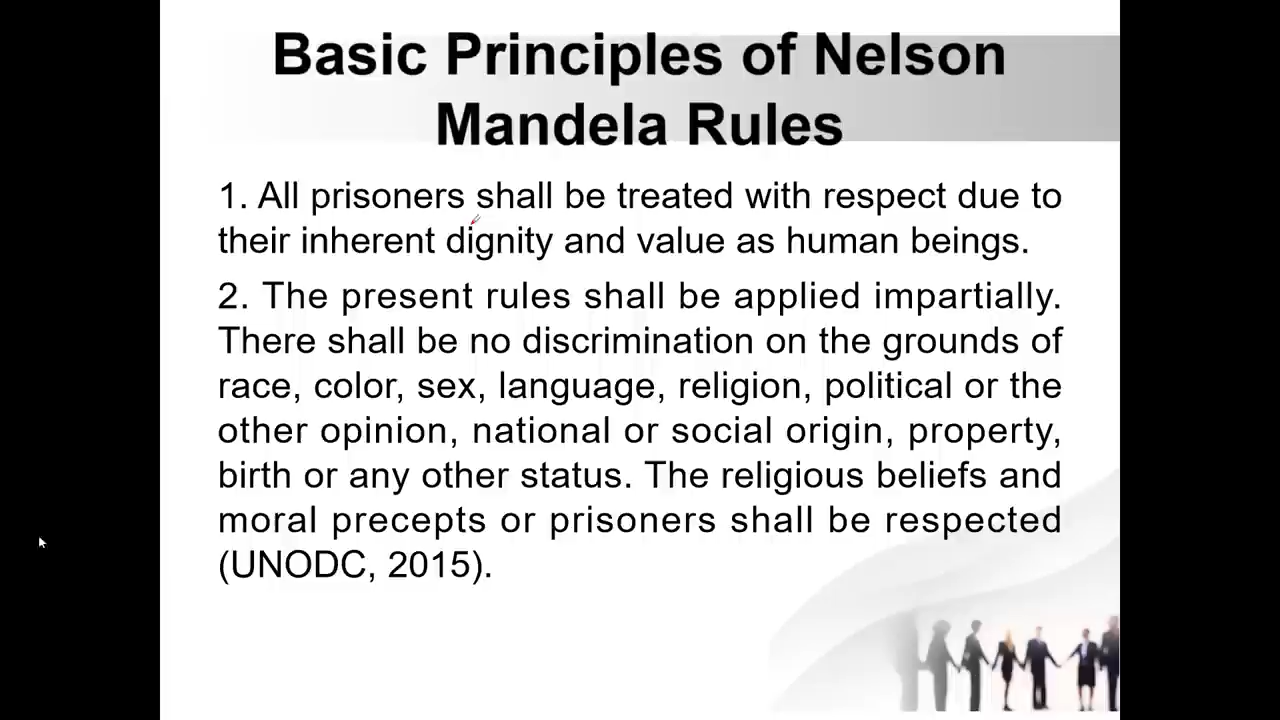 Basic Principles of Nelson
Mandela Rules
1. All prisoners shall be treated with respect due to
their inherent dignity and value as human beings.
2. The present rules shall be applied impartially.
There shall be no discrimination on the grounds of
race, color, sex, language, religion, political or the
other opinion, national or social origin, property,
birth or any other status. The religious beliefs and
moral precepts or prisoners shall be respected
(UNODC, 2015).